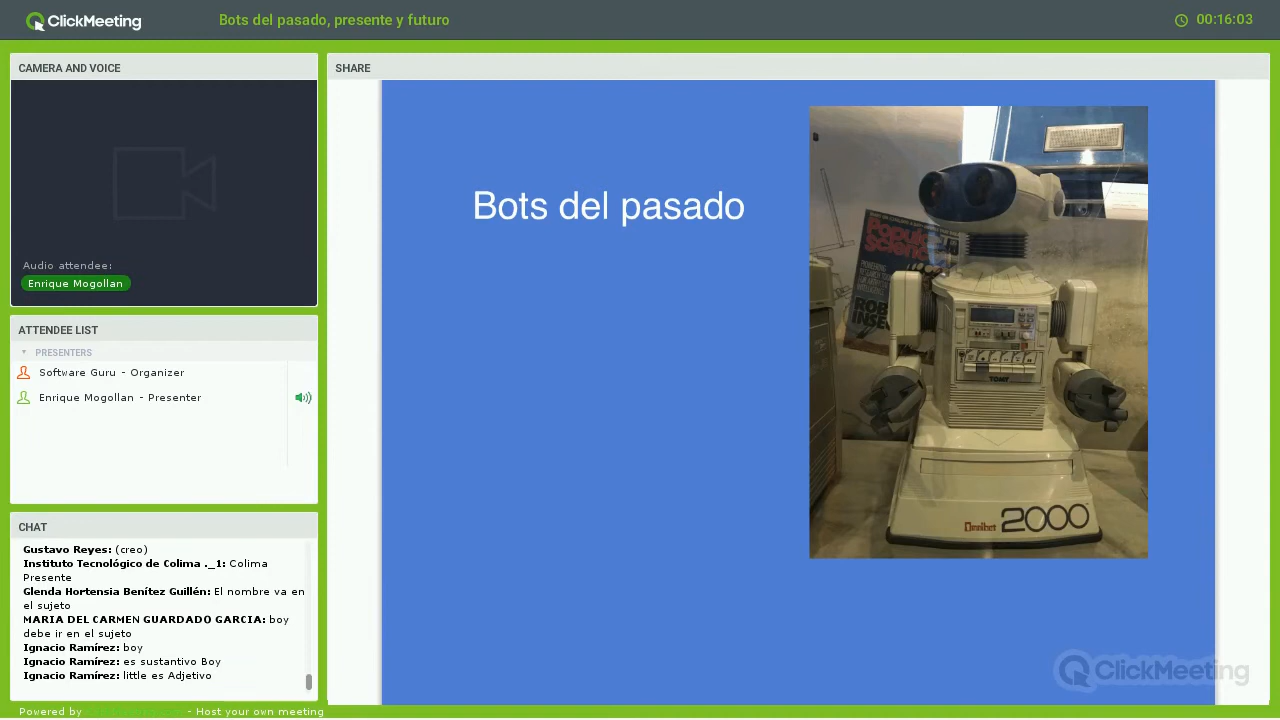 ClickMeeting
Bots del pasado, presente y futuro
00:16:03
CAMERA AND VOICE
Audio attendee:
Enrique Mogollan
ATTENDEE LIST
PRESENTERS
Software Guru - Organizer
Enrique Mogollan - Presenter
CHAT
Gustavo Reyes: (creo)
Instituto Tecnológico de Colima ._1: Colima
Presente
Glenda Hortensia Benítez Guillén: El nombre va en
el sujeto
MARIA DEL CARMEN GUARDADO GARCIA: boy
debe ir en el sujeto
Ignacio Ramírez: boy
Ignacio Ramírez: es sustantivo Boy
Ignacio Ramírez: little es Adjetivo
Powered by
- Host your own meeting
SHARE
Bots del pasado
Popular
Science
TOMY
Omnibot 2000
ClickMeeting